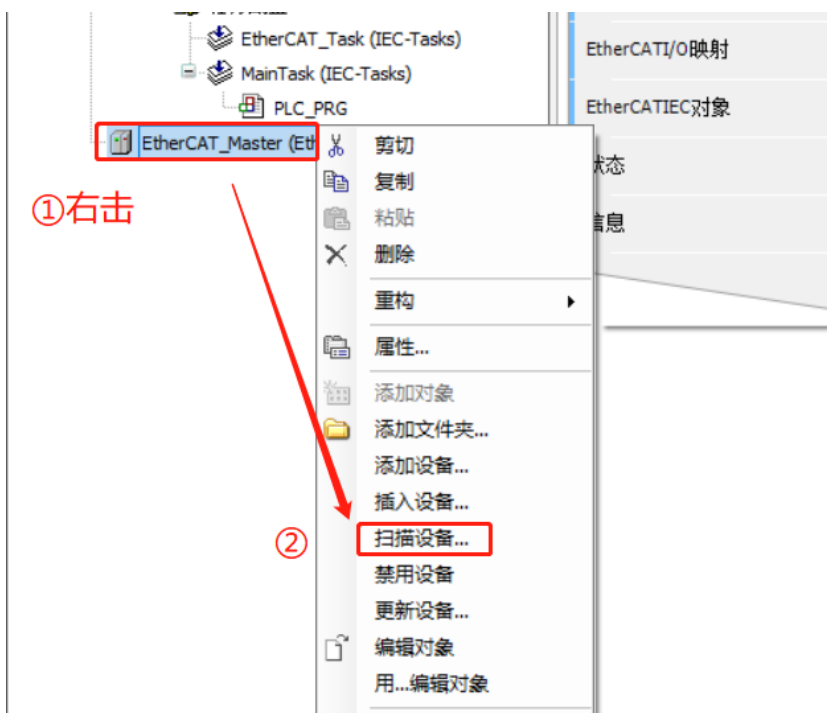 EtherCAT_Task (IEC-Tasks)
MainTask (IEC-Tasks)
PLC_PRG
EtherCAT_Master (Eth
①右击
剪切
复制
粘贴
删除
重构
属性...
添加对象
添加文件夹...
添加设备...
插入设备...
②
扫描设备...
禁用设备
更新设备...
编辑对象
用...编辑对象
EtherCATI/O映射
EtherCATIEC对象
状态
信息